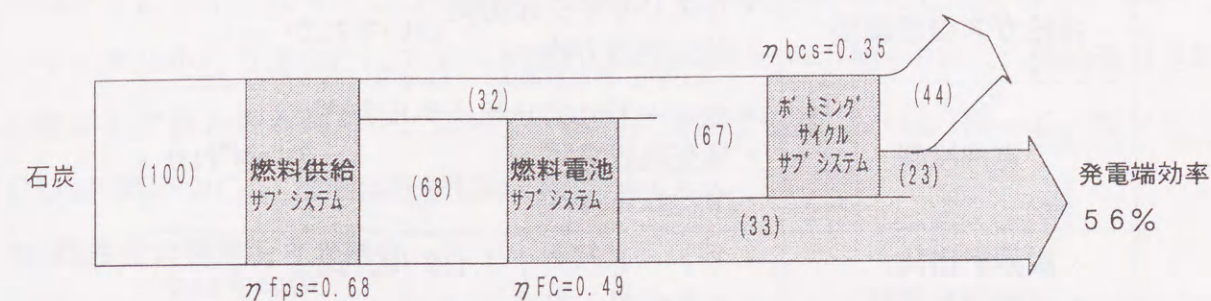 ηbcs=0.35
(32)
(44)
ボトミング
サイクル
サブシステム
(67)
石炭
(100)
燃料供給
サブシステム
(68)
燃料電池
サブシステム
(23)
発電端効率
56%
(33)
ηfps=0.68
ηFC=0.49